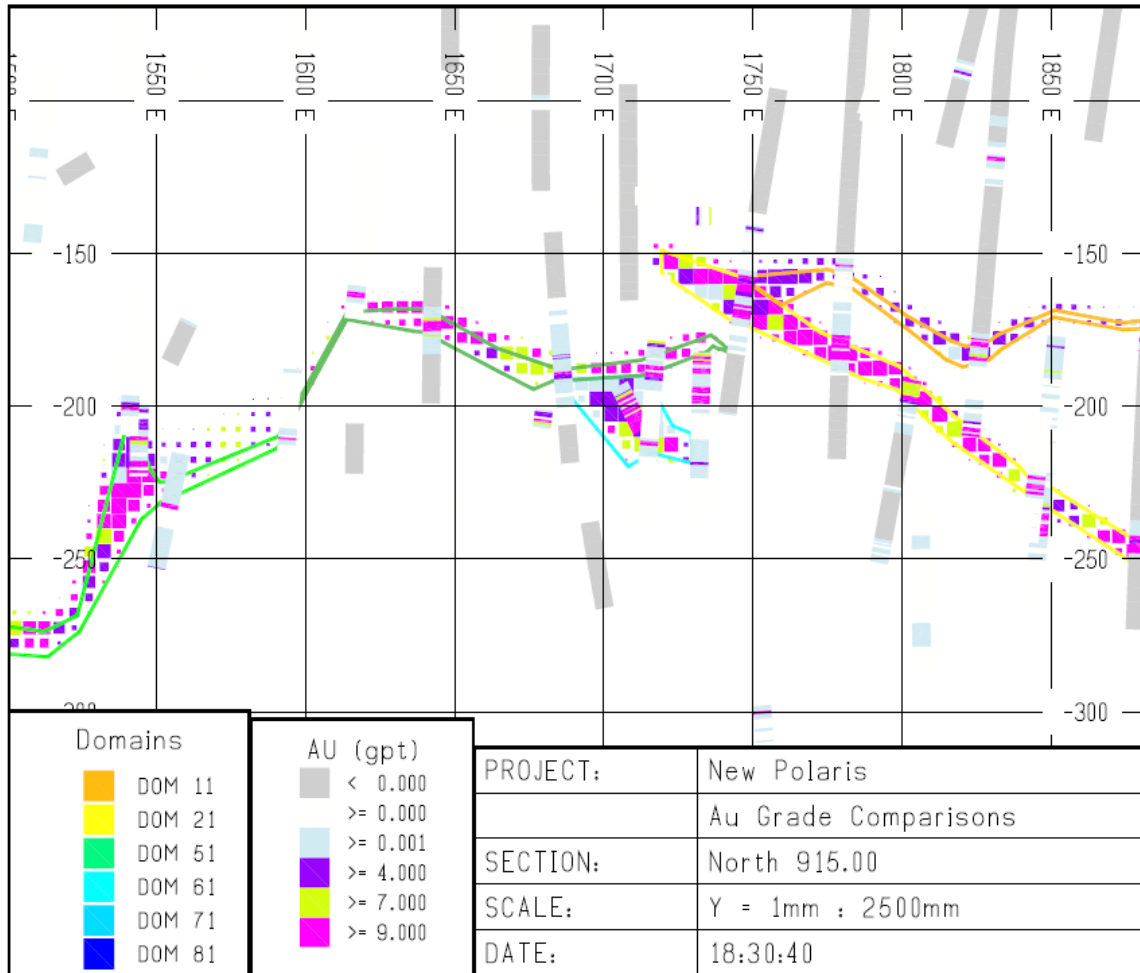 1550 E
1600 E
1650 E
1700 E
1750 E
1800 E
1850 E
-150 -150
-200 -200
-250 -250
-300
Domains
DOM 11
DOM 21
DOM 51
DOM 61
DOM 71
DOM 81
AU (gpt)
< 0.000
>= 0.000
>= 0.001
>= 4.000
>= 7.000
>= 9.000
PROJECT: New Polaris
Au Grade Comparisons
SECTION: North 915.00
SCALE: Y = 1mm : 2500mm
DATE: 18:30:40